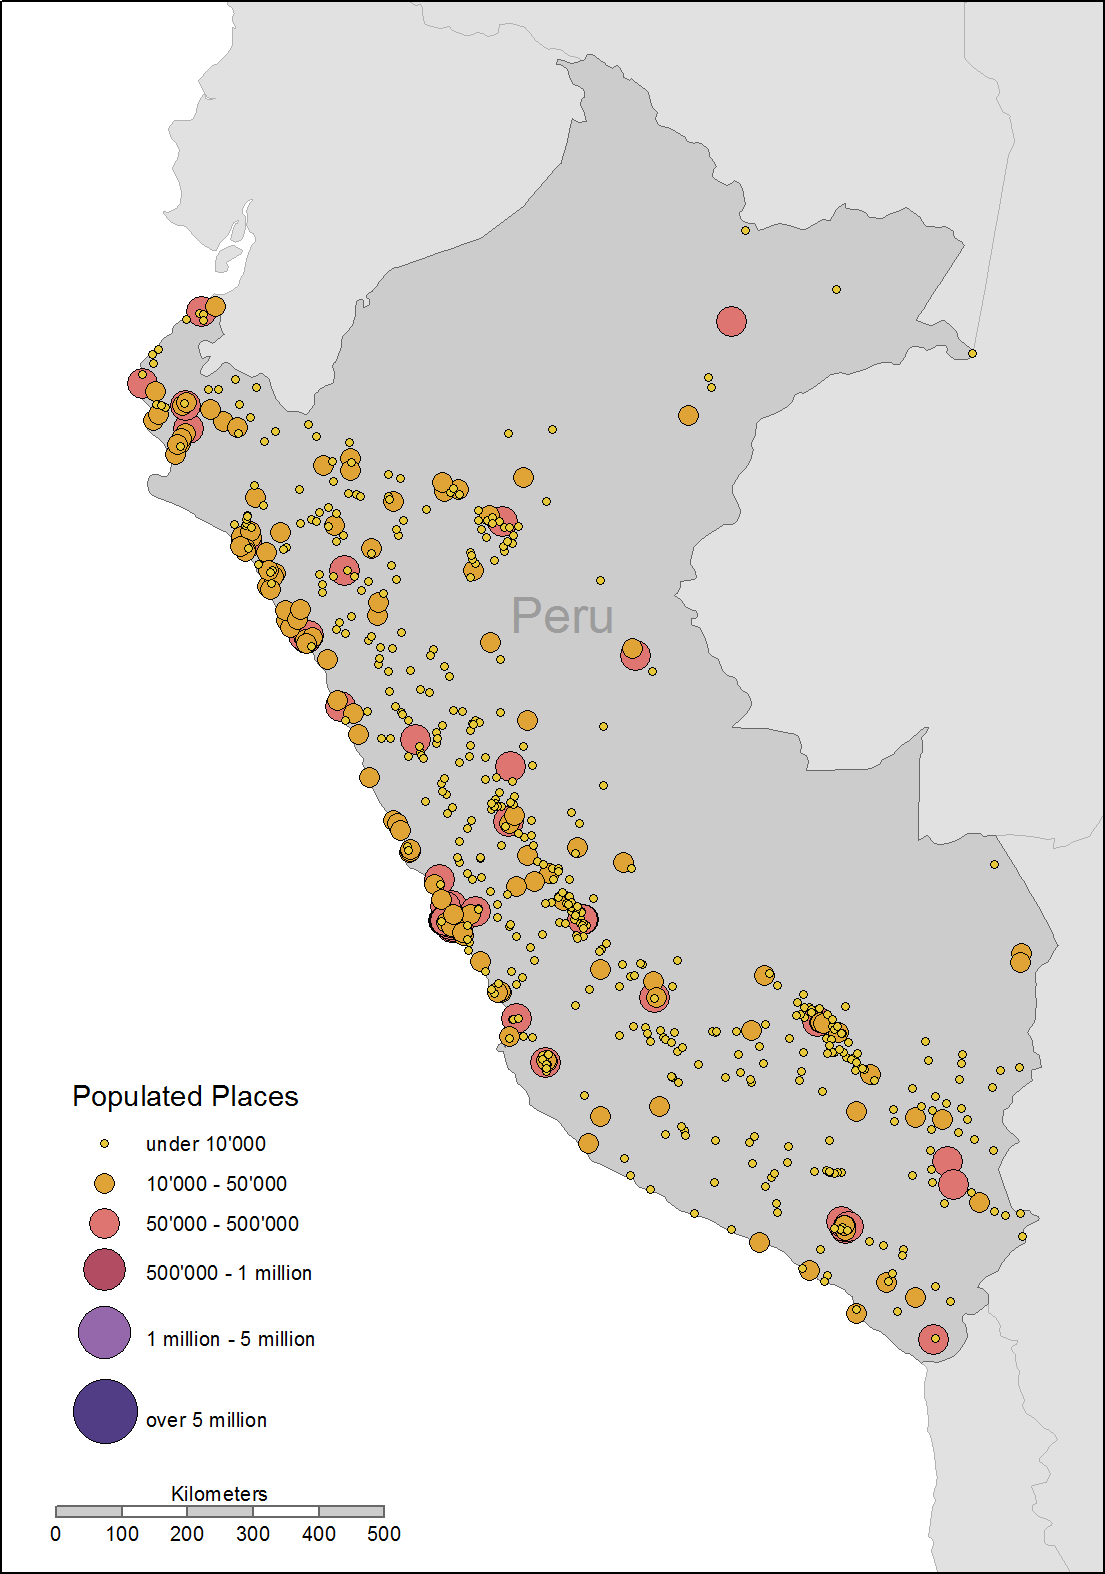 Peru
Populated Places
under 10'000
10'000 - 50'000
50'000 - 500'000
500'000 - 1 million
1 million - 5 million
over 5 million
Kilometers
0 100 200 300 400 500